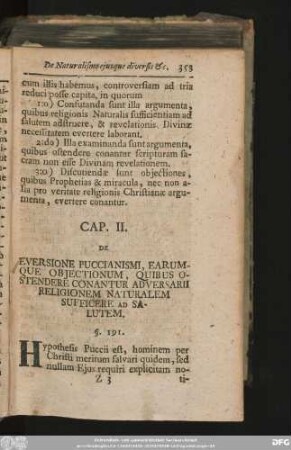 De Naturalismo ejusque diversis &c. 353
cum illis habemus, controversiam ad tria
reduci posse capita, in quorum
1mo) Confutanda sunt illa argumenta,
quibus religionis Naturalis sufficientiam ad
salutem adstruere, & revelationis Divinæ
necessitatem evertere laborant.
2do) Illa examinanda sunt argumenta,
quibus ostendere conantur scripturam sa-
cram non esse Divinam revelationem.
3tio) Discutiendæ sunt objectiones,
quibus Prophetias & miracula, nec non a-
lia pro veritate religionis Christianæ argu-
menta, evertere conantur.
CAP. II.
DE
EVERSIONE PUCCIANISMI, EARUM-
QUE OBJECTIONUM, QUIBUS O-
STENDERE CONANTUR ADVERSARII
RELIGIONEM NATURALEM
SUFFICERE AD SA-
LUTEM.
§. 191.
Hypothesis Puccii est, hominem per
Christi meritum salvari quidem, sed
nullam Ejus requiri explicitam no-
Z 3 ti-